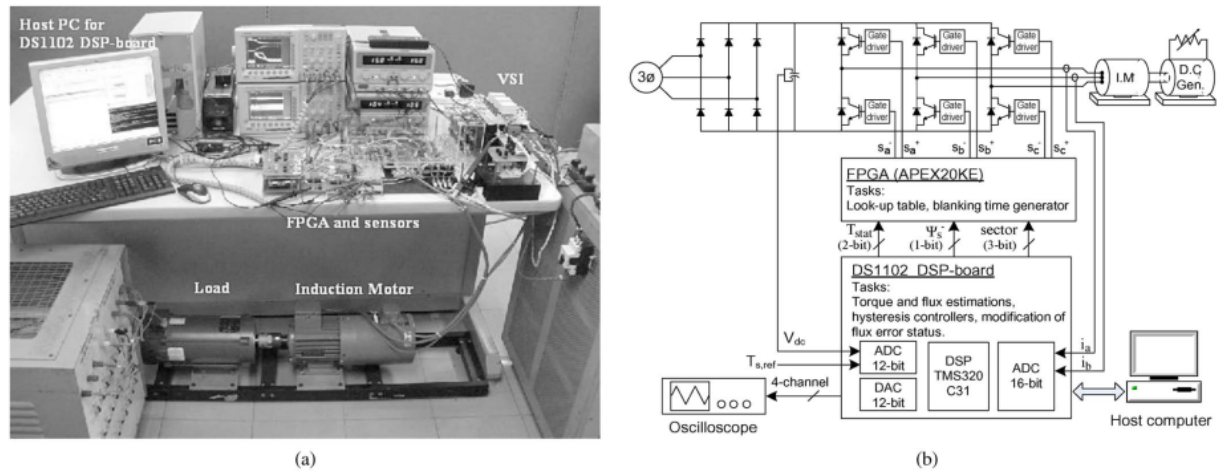 Host PC for
DS1102 DSP-board
VSI
FPGA and sensors
Load
Induction Motor
(a)
3ø
Gate
driver
Gate
driver
Gate
driver
Gate
driver
Gate
driver
Gate
driver
I.M
D.C
Gen.
sa- sa+ sb- sb+ sc- sc+
FPGA (APEX20KE)
Tasks:
Look-up table, blanking time generator
Tstat
(2-bit)
Ψs-
(1-bit)
sector
(3-bit)
DS1102 DSP-board
Tasks:
Torque and flux estimations,
hysteresis controllers, modification of
flux error status.
Vdc
Ts,ref
4-channel
ADC
12-bit
DAC
12-bit
DSP
TMS320
C31
ADC
16-bit
ia
ib
Oscilloscope
Host computer
(b)